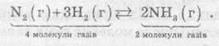 N₂(г)+3H₂(г) ⇄ 2NH₃(г) .
4 молекули газів 2 молекули газів